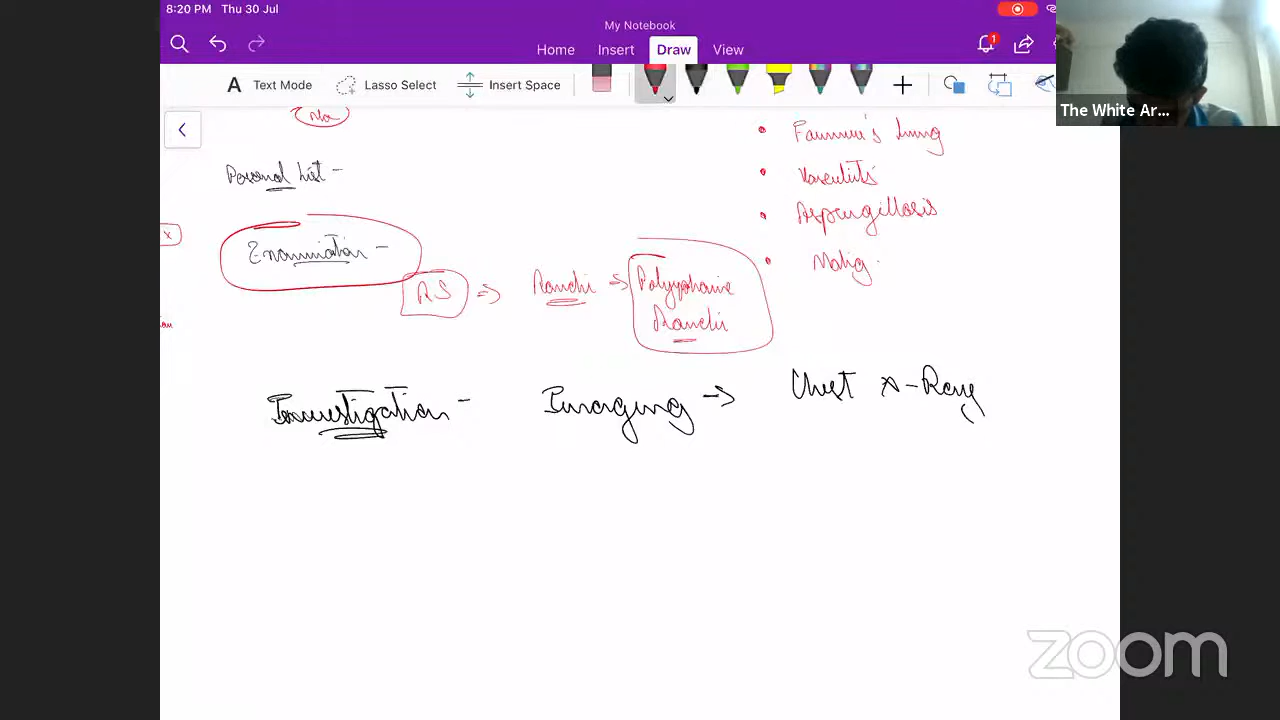 8:20 PM Thu 30 Jul
My Notebook
Home Insert Draw View
1
A Text Mode Lasso Select Insert Space
The White Ar...
Farmer's lung
Personal hist -
Vasculitis
Aspergillosis
x
Examination -
Malig
RS => Ronchi => Polyphonic
Ronchi
Investigation - Imaging -> Chest X-Ray
zoom